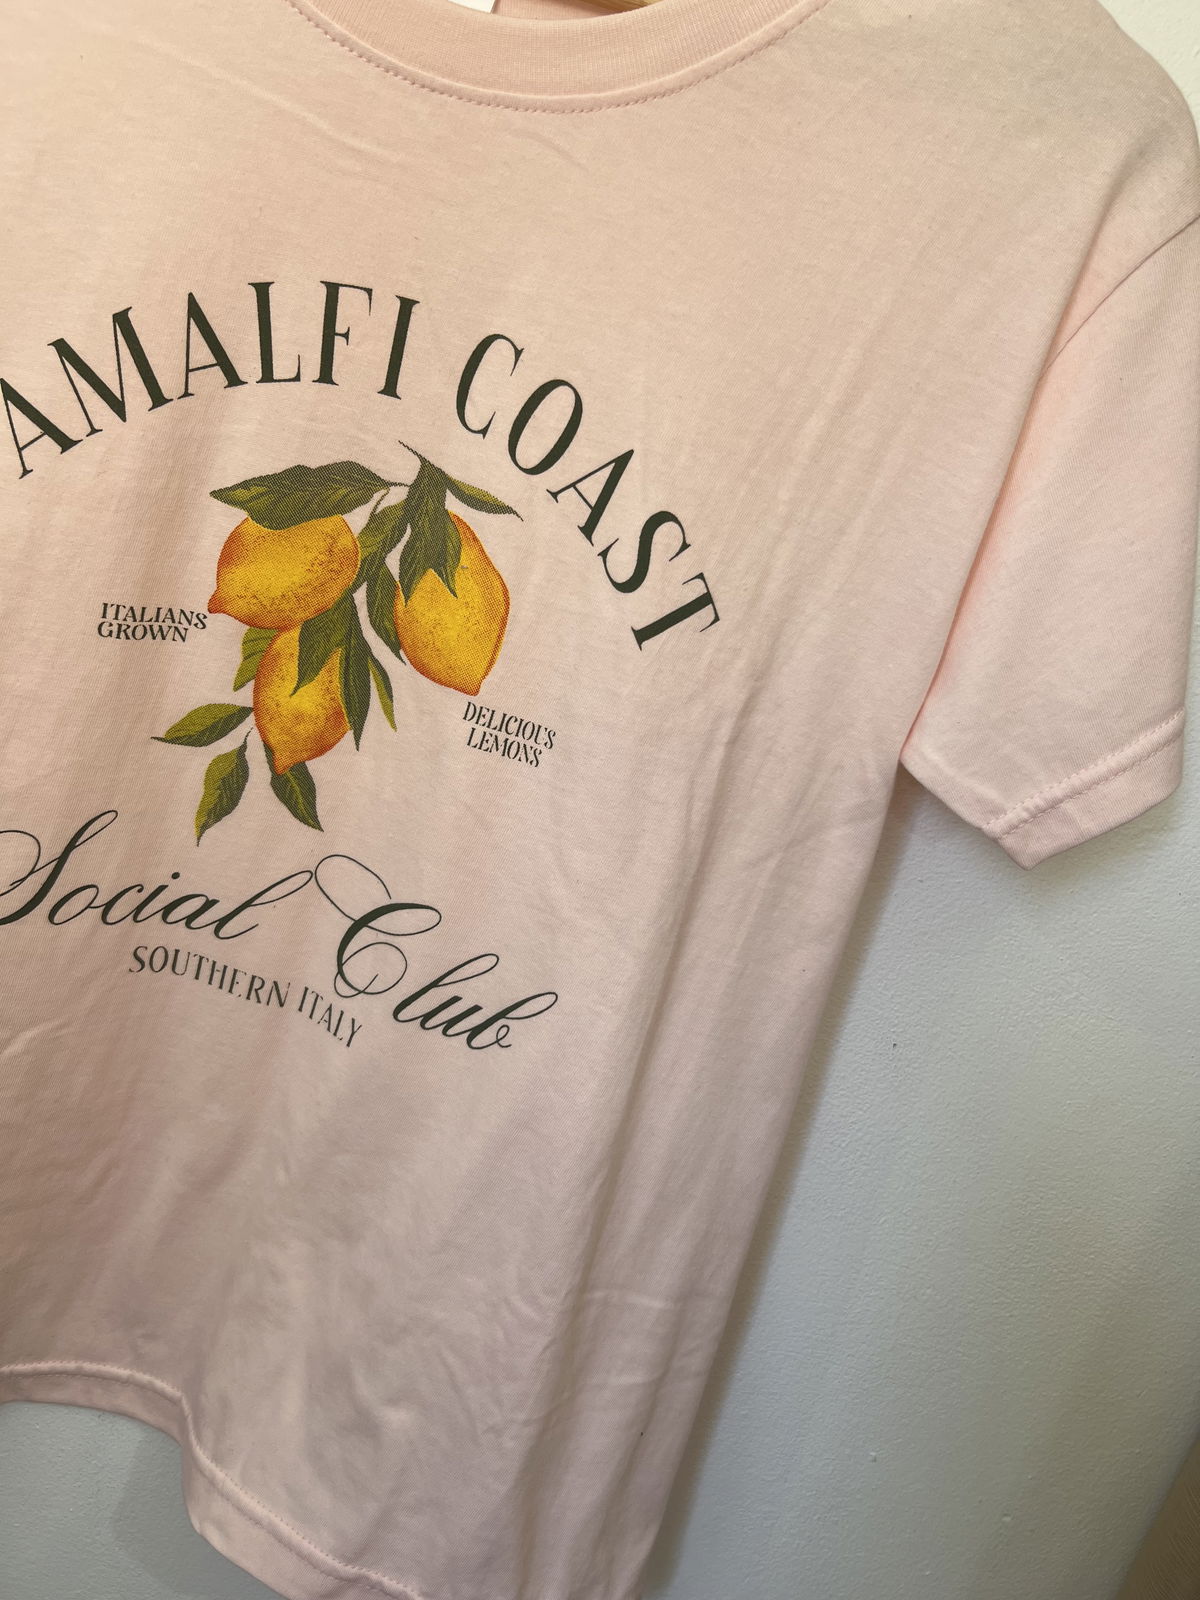 AMALFI COAST
ITALIANS
GROWN
DELICIOUS
LEMONS
Social Club
SOUTHERN ITALY